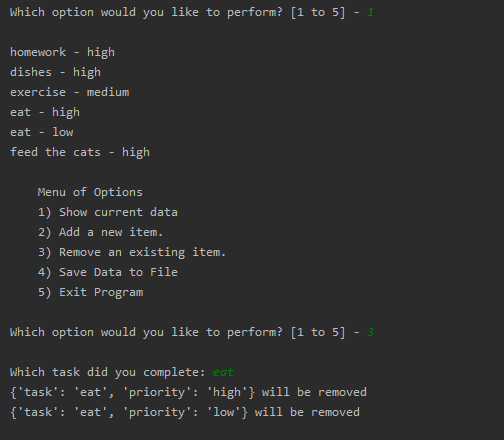 Which option would you like to perform? [1 to 5] - 1
homework - high
dishes - high
exercise - medium
eat - high
eat - low
feed the cats - high
Menu of Options
1) Show current data
2) Add a new item.
3) Remove an existing item.
4) Save Data to File
5) Exit Program
Which option would you like to perform? [1 to 5] - 3
Which task did you complete: eat
{'task': 'eat', 'priority': 'high'} will be removed
{'task': 'eat', 'priority': 'low'} will be removed